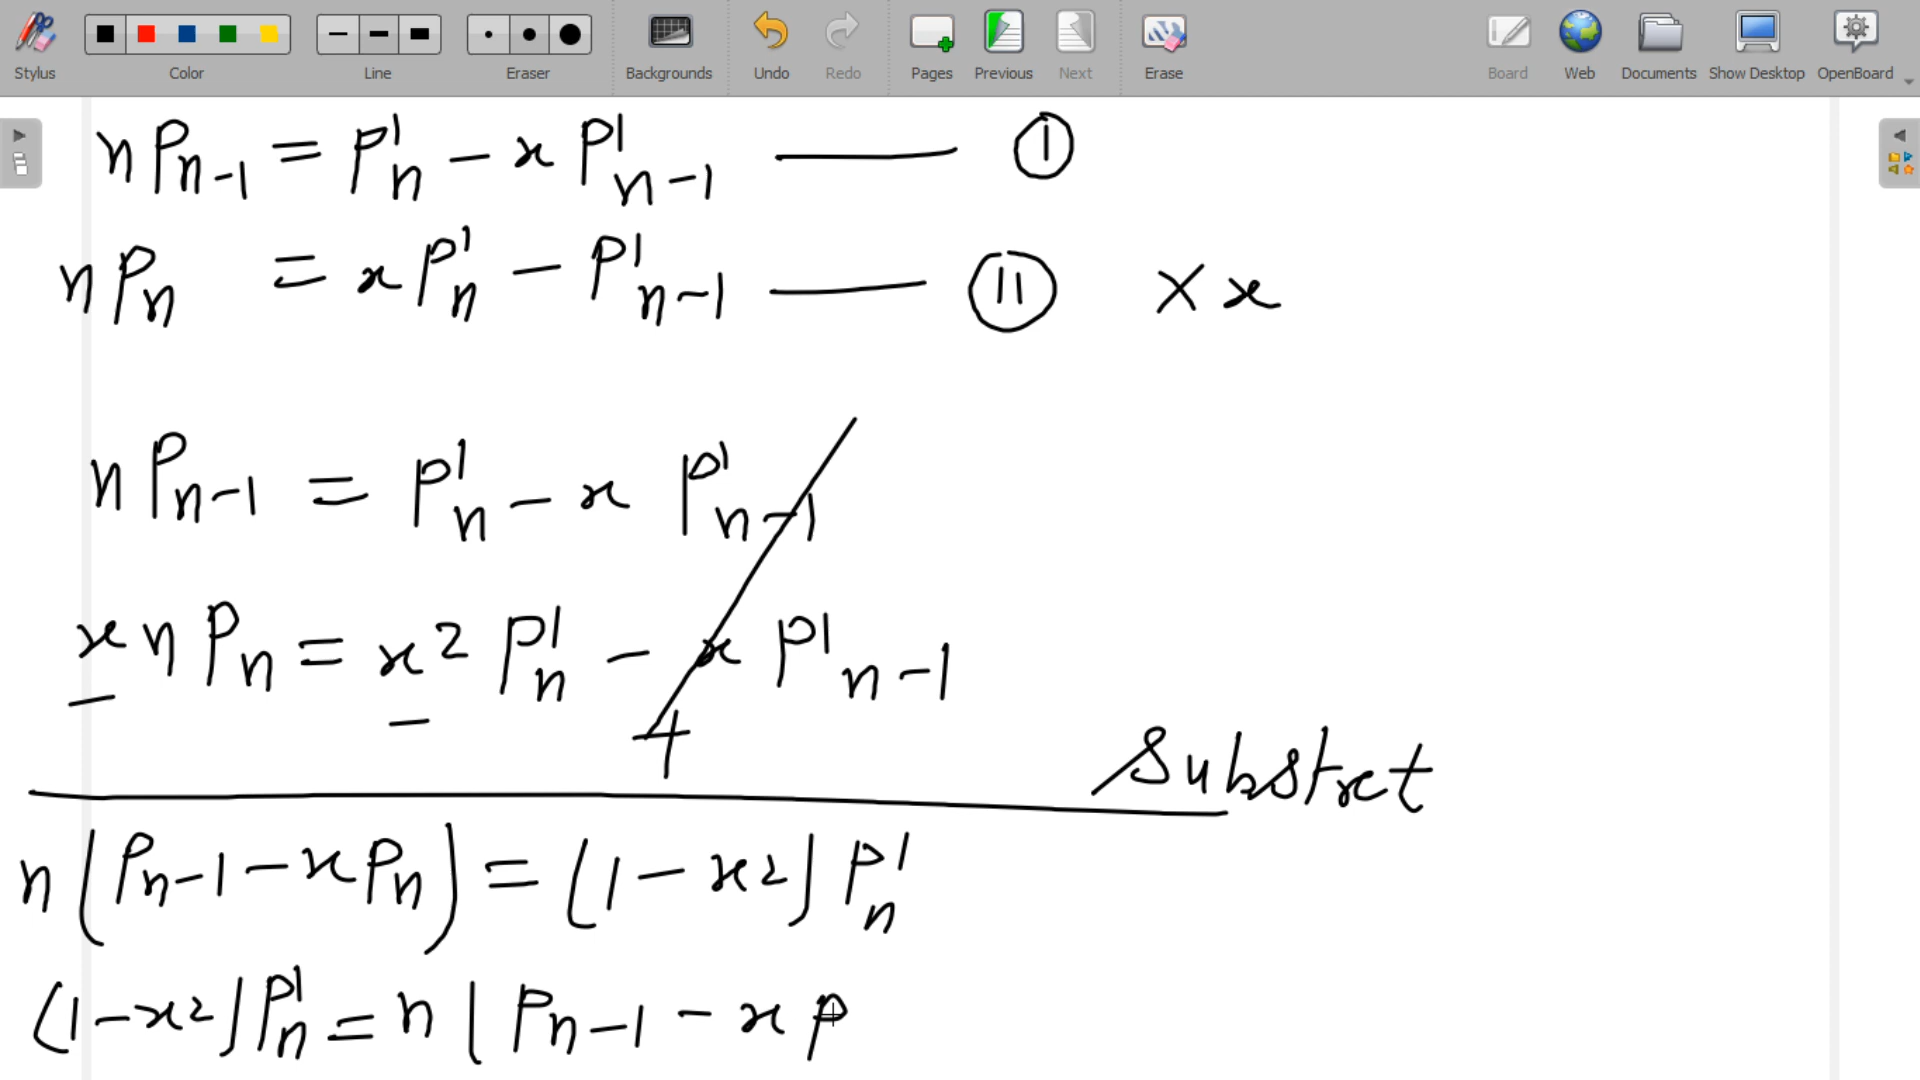 Stylus Color Line Eraser Backgrounds Undo Redo Pages Previous Next Erase Board Web Documents Show Desktop OpenBoard
nPn-1 = P'n - x P'n-1 —— I
nPn = xP'n - P'n-1 —— II × x
nPn-1 = P'n - x P'n-1
xnPn = x2 P'n - x P'n-1
- - +
Substrct
n(Pn-1 - xPn) = (1 - x2) P'n
(1-x2) P'n = n( Pn-1 - x P